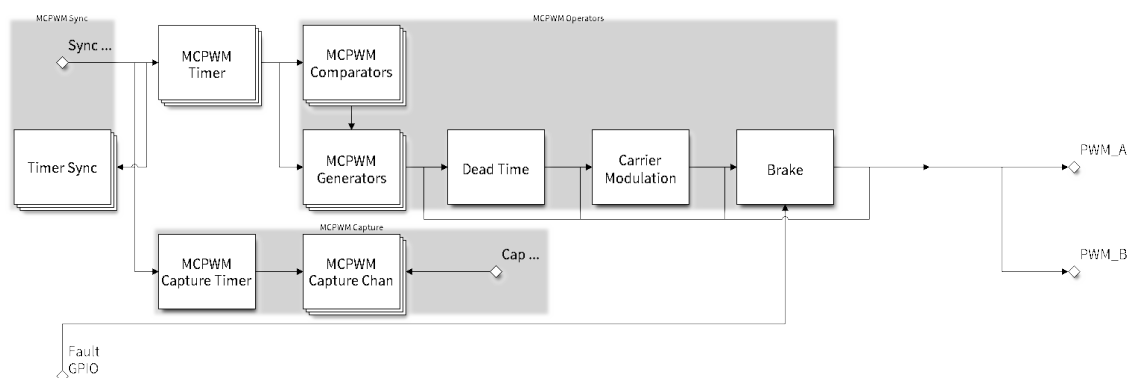 MCPWM Sync
MCPWM Operators
Sync ...
MCPWM
Timer
MCPWM
Comparators
Timer Sync
MCPWM
Generators
Dead Time
Carrier
Modulation
Brake
PWM_A
MCPWM Capture
MCPWM
Capture Timer
MCPWM
Capture Chan
Cap ...
PWM_B
Fault
GPIO